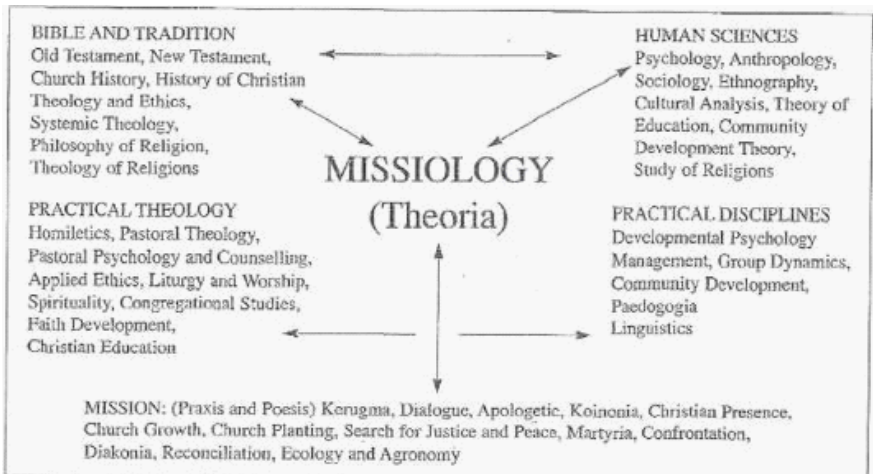 BIBLE AND TRADITION
Old Testament, New Testament,
Church History, History of Christian
Theology and Ethics,
Systemic Theology,
Philosophy of Religion,
Theology of Religions
HUMAN SCIENCES
Psychology, Anthropology,
Sociology, Ethnography,
Cultural Analysis, Theory of
Education, Community
Development Theory,
Study of Religions
MISSIOLOGY
(Theoria)
PRACTICAL THEOLOGY
Homiletics, Pastoral Theology,
Pastoral Psychology and Counselling,
Applied Ethics, Liturgy and Worship,
Spirituality, Congregational Studies,
Faith Development,
Christian Education
PRACTICAL DISCIPLINES
Developmental Psychology
Management, Group Dynamics,
Community Development,
Paedogogia
Linguistics
MISSION: (Praxis and Poesis) Kerugma, Dialogue, Apologetic, Koinonia, Christian Presence,
Church Growth, Church Planting, Search for Justice and Peace, Martyria, Confrontation,
Diakonia, Reconciliation, Ecology and Agronomy